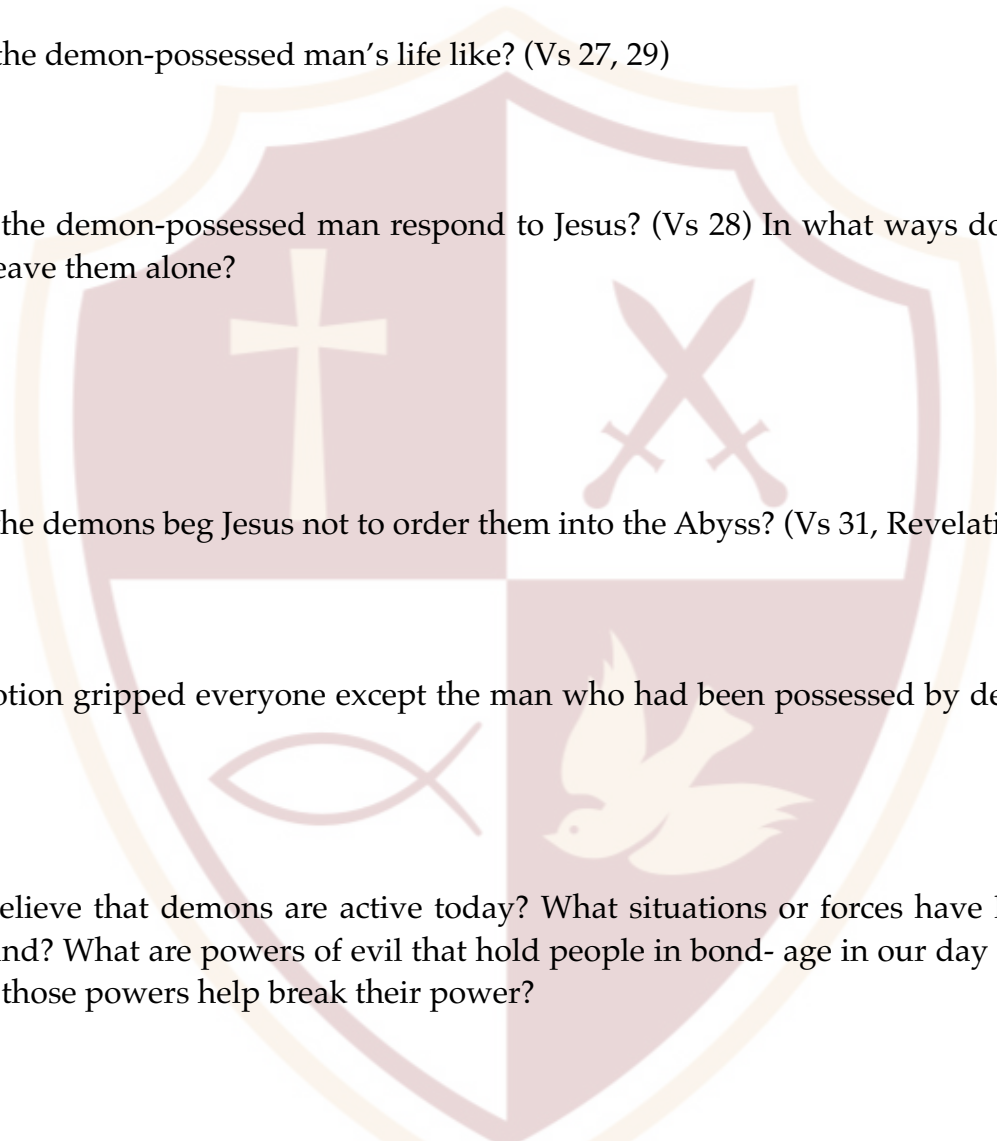 the demon-possessed man's life like? (Vs 27, 29)
the demon-possessed man respond to Jesus? (Vs 28) In what ways do
eave them alone?
he demons beg Jesus not to order them into the Abyss? (Vs 31, Revelati
otion gripped everyone except the man who had been possessed by de
elieve that demons are active today? What situations or forces have
ind? What are powers of evil that hold people in bond- age in our day
those powers help break their power?